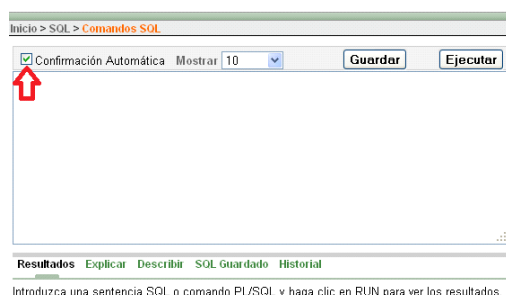 Inicio > SQL > Comandos SQL
Confirmación Automática Mostrar 10 Guardar Ejecutar
Resultados Explicar Describir SQL Guardado Historial
Introduzca una sentencia SQL o comando PL/SQL y haga clic en RUN para ver los resultados